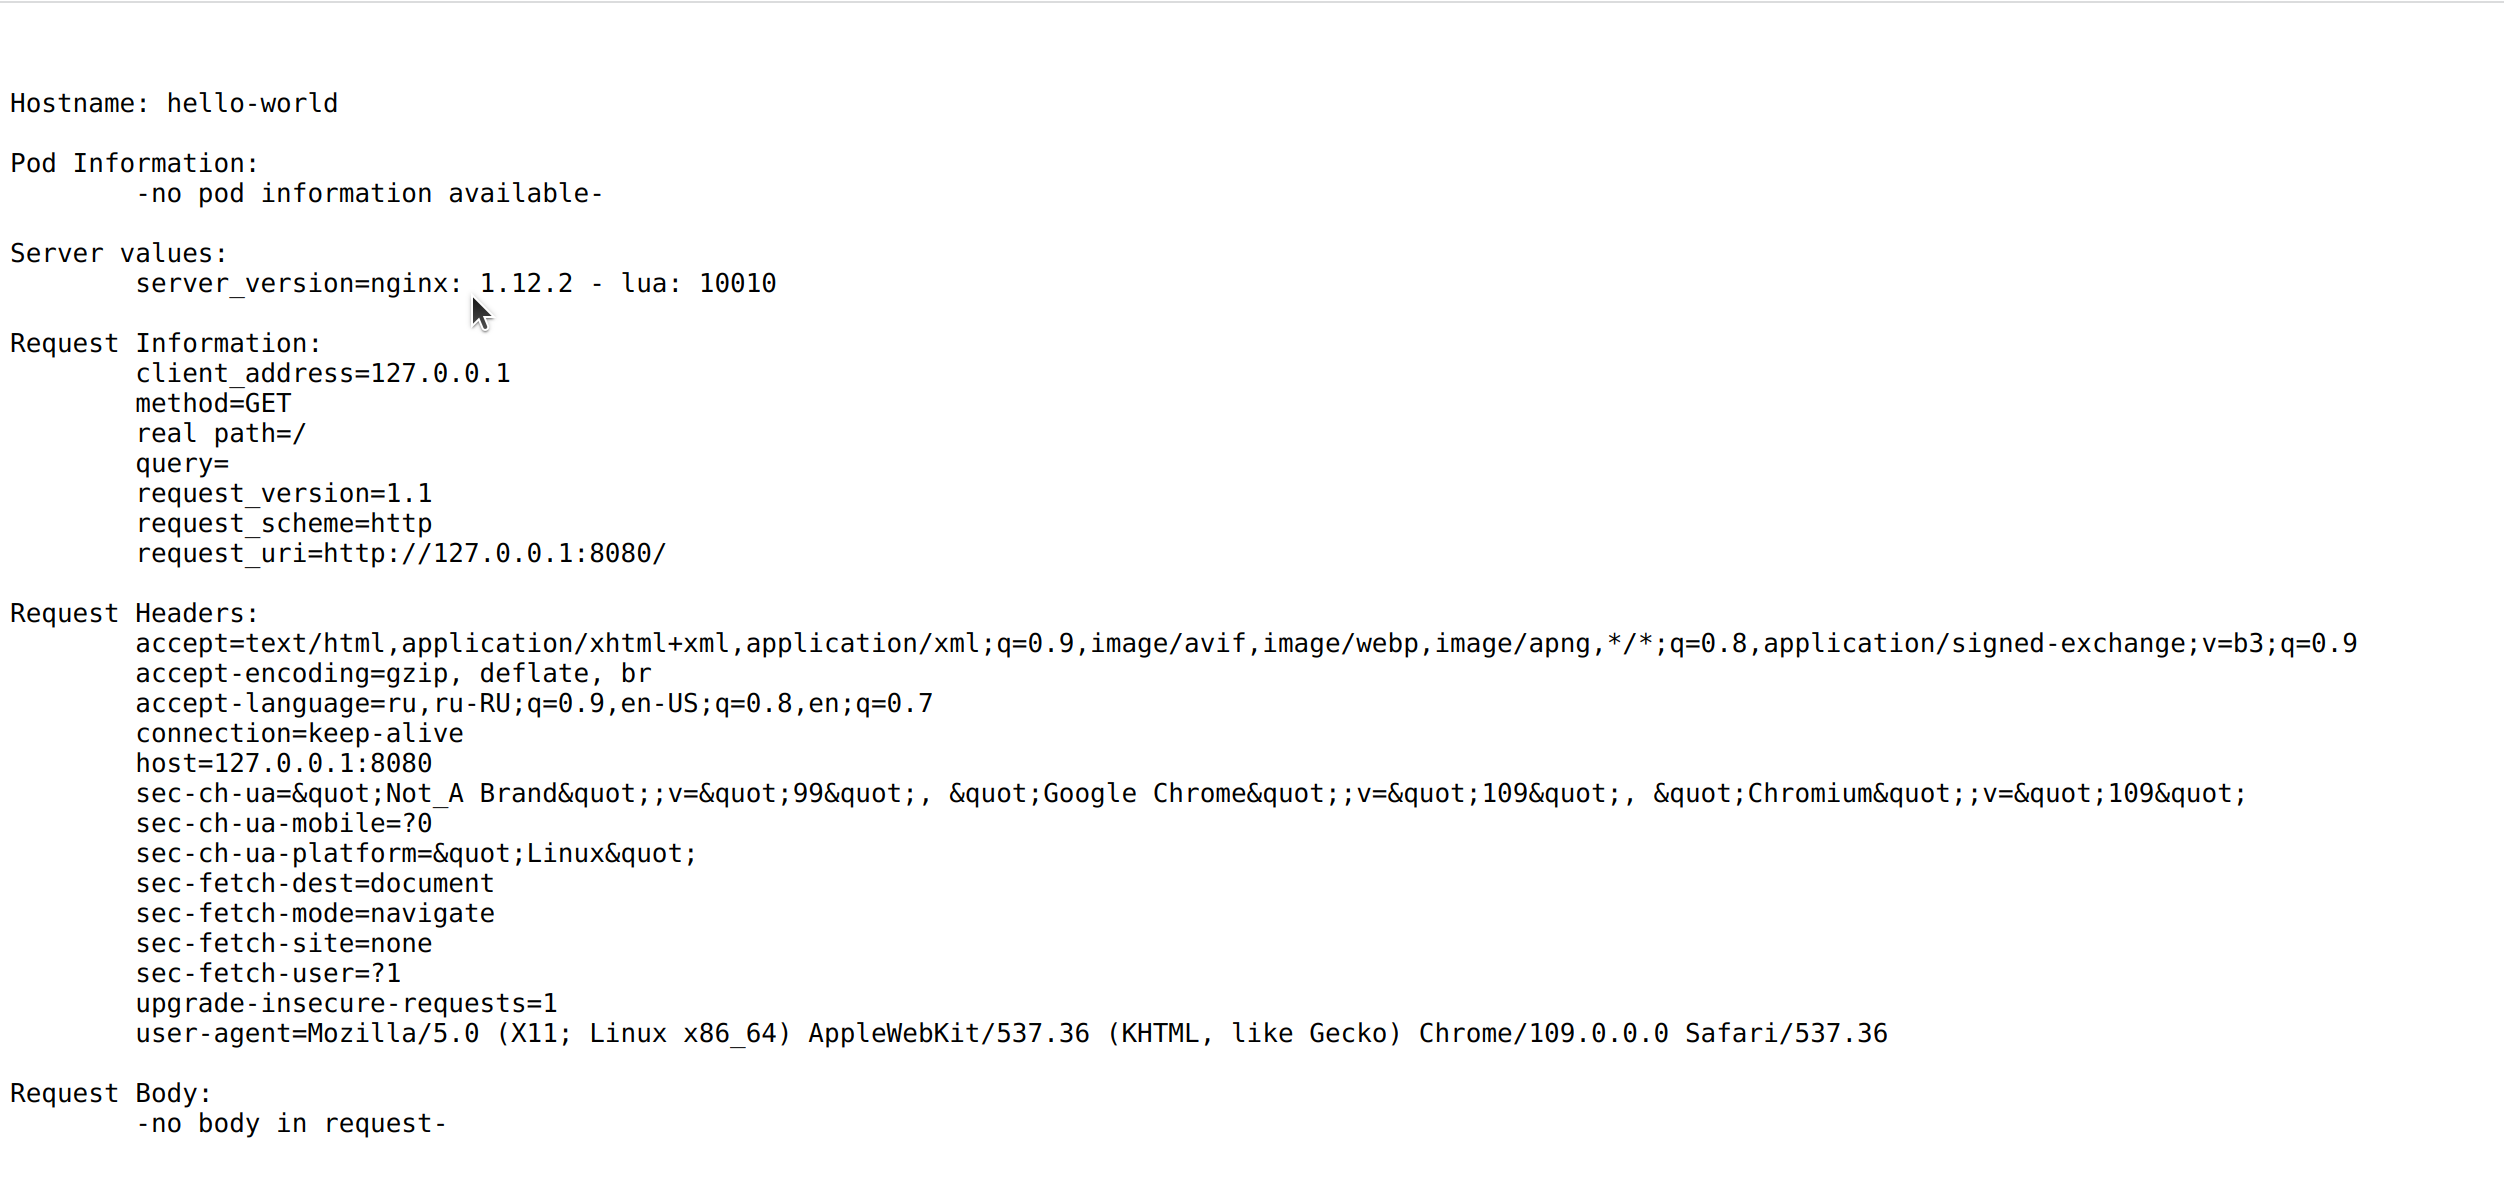 Hostname: hello-world
Pod Information:
-no pod information available-
Server values:
server_version=nginx: 1.12.2 - lua: 10010
Request Information:
client_address=127.0.0.1
method=GET
real path=/
query=
request_version=1.1
request_scheme=http
request_uri=http://127.0.0.1:8080/
Request Headers:
accept=text/html,application/xhtml+xml,application/xml;q=0.9,image/avif,image/webp,image/apng,*/*;q=0.8,application/signed-exchange;v=b3;q=0.9
accept-encoding=gzip, deflate, br
accept-language=ru,ru-RU;q=0.9,en-US;q=0.8,en;q=0.7
connection=keep-alive
host=127.0.0.1:8080
sec-ch-ua=&quot;Not_A Brand&quot;;v=&quot;99&quot;, &quot;Google Chrome&quot;;v=&quot;109&quot;, &quot;Chromium&quot;;v=&quot;109&quot;
sec-ch-ua-mobile=?0
sec-ch-ua-platform=&quot;Linux&quot;
sec-fetch-dest=document
sec-fetch-mode=navigate
sec-fetch-site=none
sec-fetch-user=?1
upgrade-insecure-requests=1
user-agent=Mozilla/5.0 (X11; Linux x86_64) AppleWebKit/537.36 (KHTML, like Gecko) Chrome/109.0.0.0 Safari/537.36
Request Body:
-no body in request-